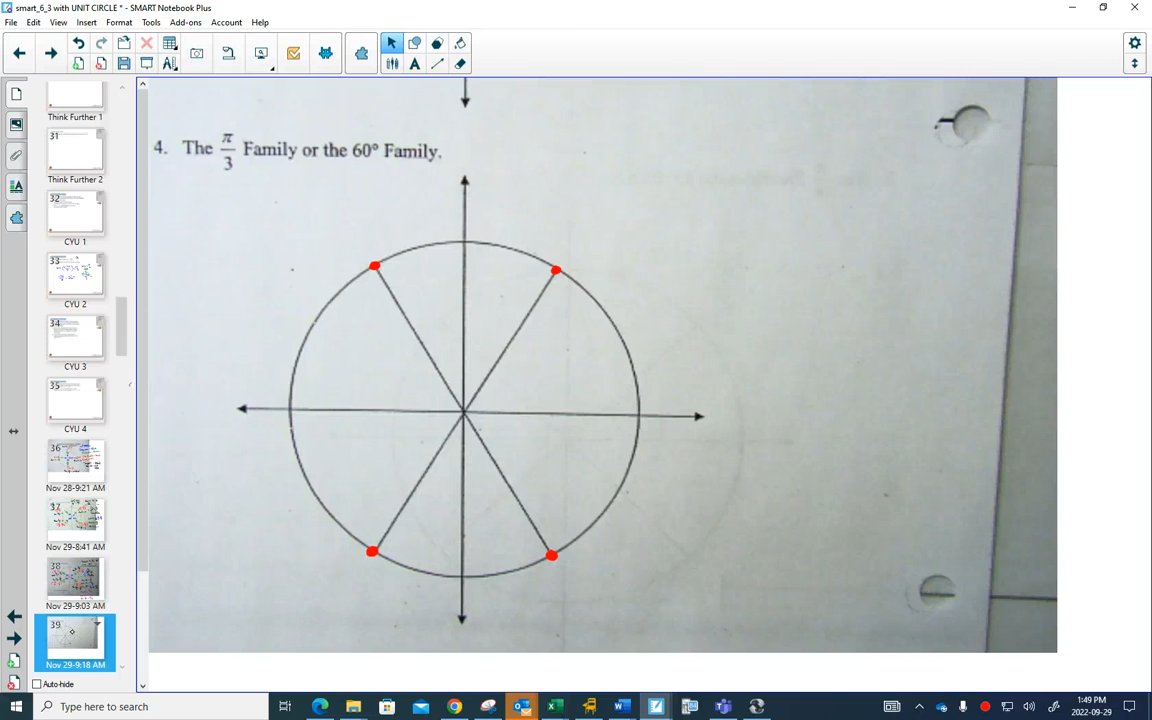 smart_6_3 with UNIT CIRCLE * - SMART Notebook Plus
File Edit View Insert Format Tools Add-ons Account Help
Think Further 1
31
Think Further 2
32
CYU 1
33
CYU 2
34
CYU 3
35
CYU 4
36
Nov 28-9:21 AM
37
Nov 29-8:41 AM
38
Nov 29-9:03 AM
39
Nov 29-9:18 AM
Auto-hide
4. The π/3 Family or the 60° Family.
Type here to search
1:49 PM
2022-09-29